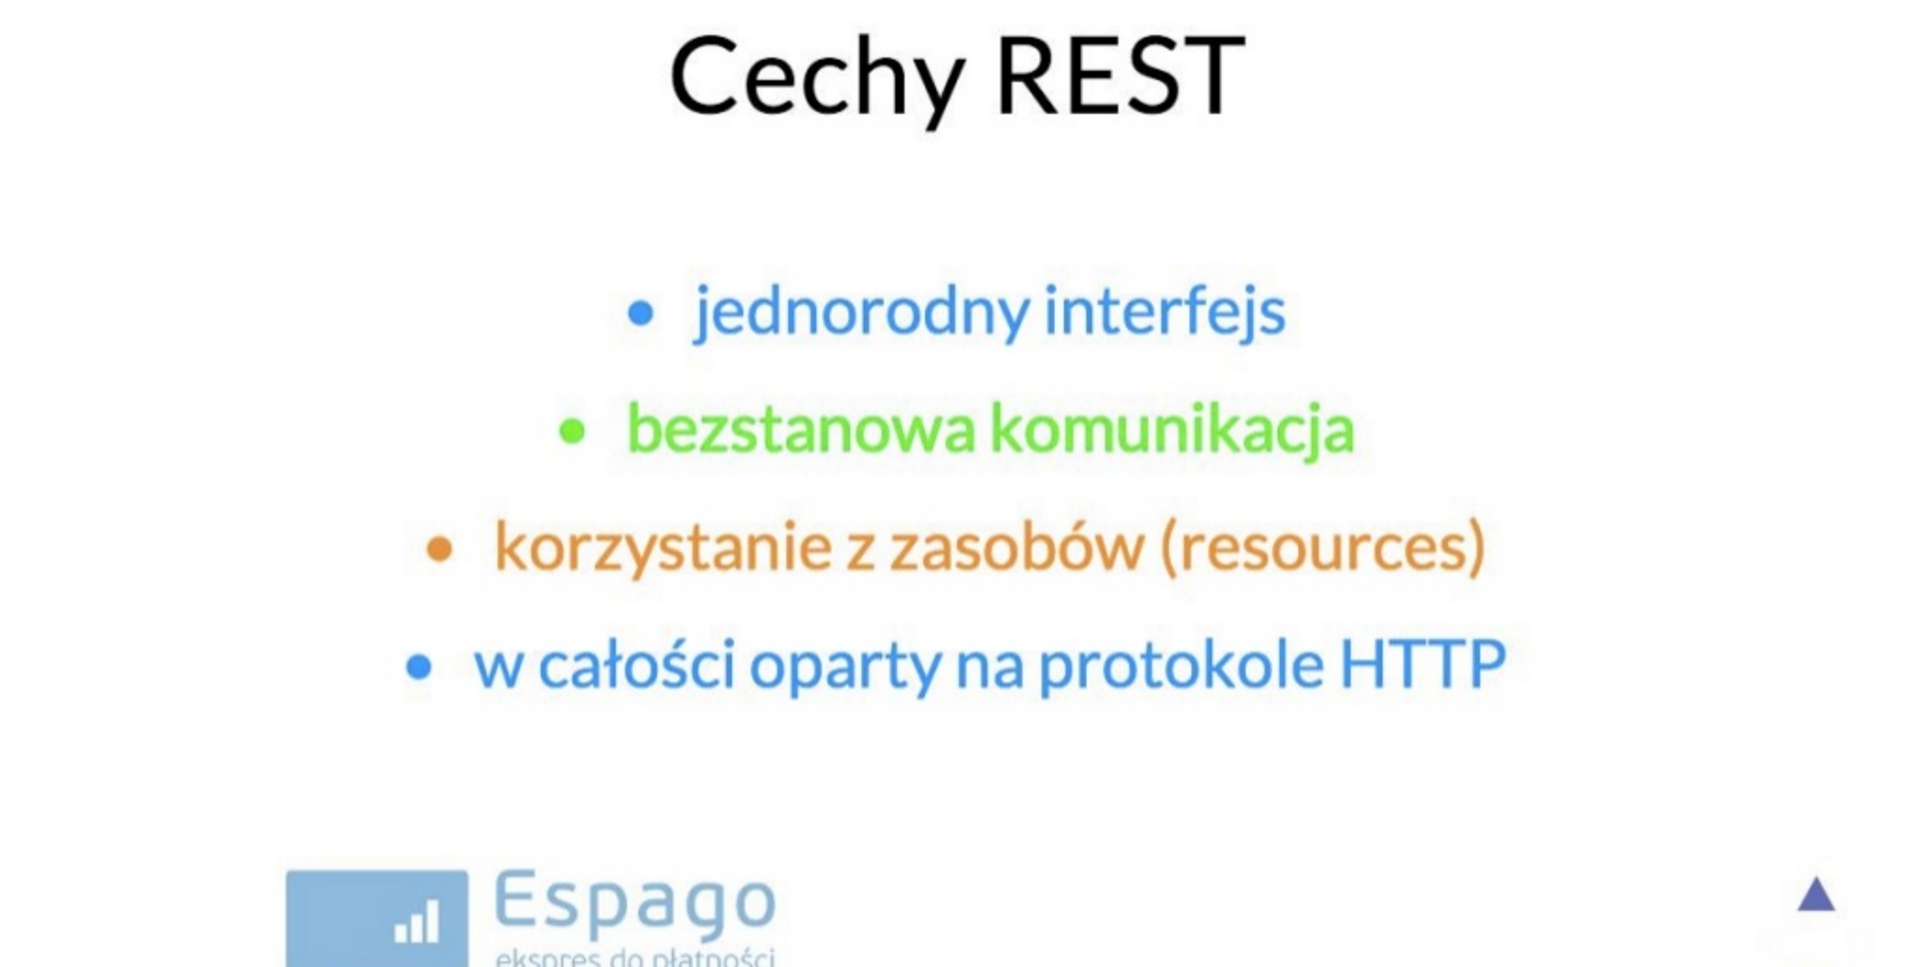 Cechy REST
jednorodny interfejs
bezstanowa komunikacja
korzystanie z zasobów (resources)
w całości oparty na protokole HTTP
Espago
ekspres do płatności